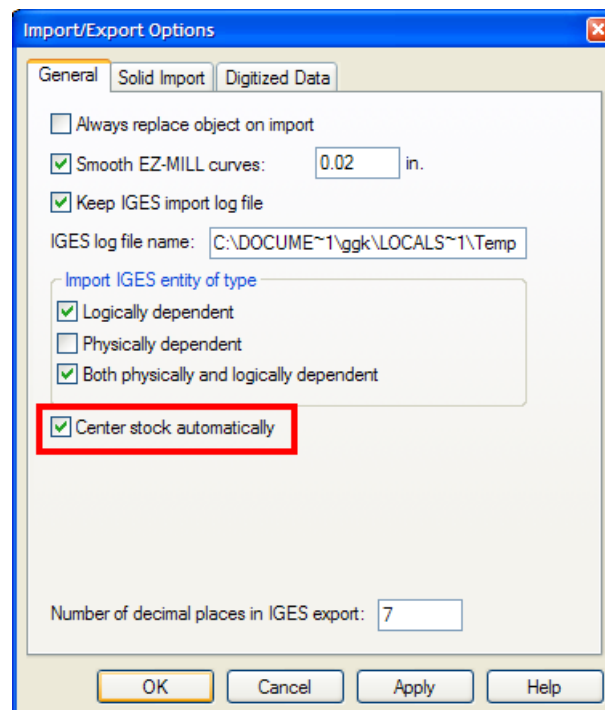 Import/Export Options
General Solid Import Digitized Data
Always replace object on import
Smooth EZ-MILL curves: 0.02 in.
Keep IGES import log file
IGES log file name: C:\DOCUME~1\ggk\LOCALS~1\Temp
Import IGES entity of type
Logically dependent
Physically dependent
Both physically and logically dependent
Center stock automatically
Number of decimal places in IGES export: 7
OK Cancel Apply Help